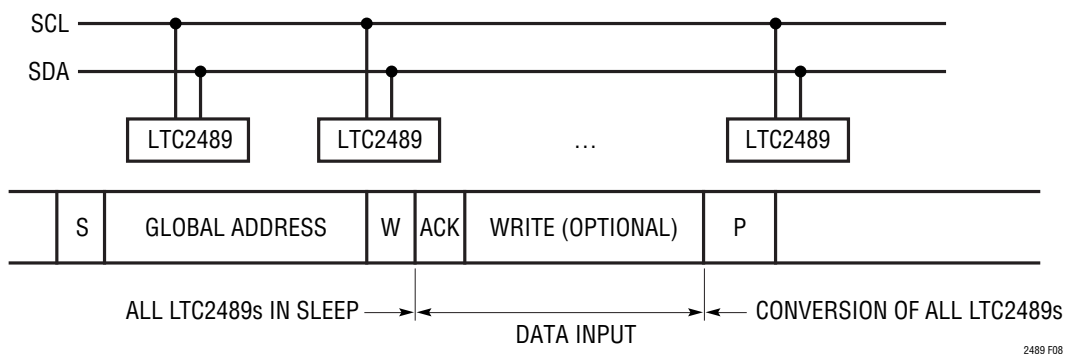 SCL
SDA
LTC2489 LTC2489 ... LTC2489
S GLOBAL ADDRESS W ACK WRITE (OPTIONAL) P
ALL LTC2489s IN SLEEP CONVERSION OF ALL LTC2489s
DATA INPUT
2489 F08